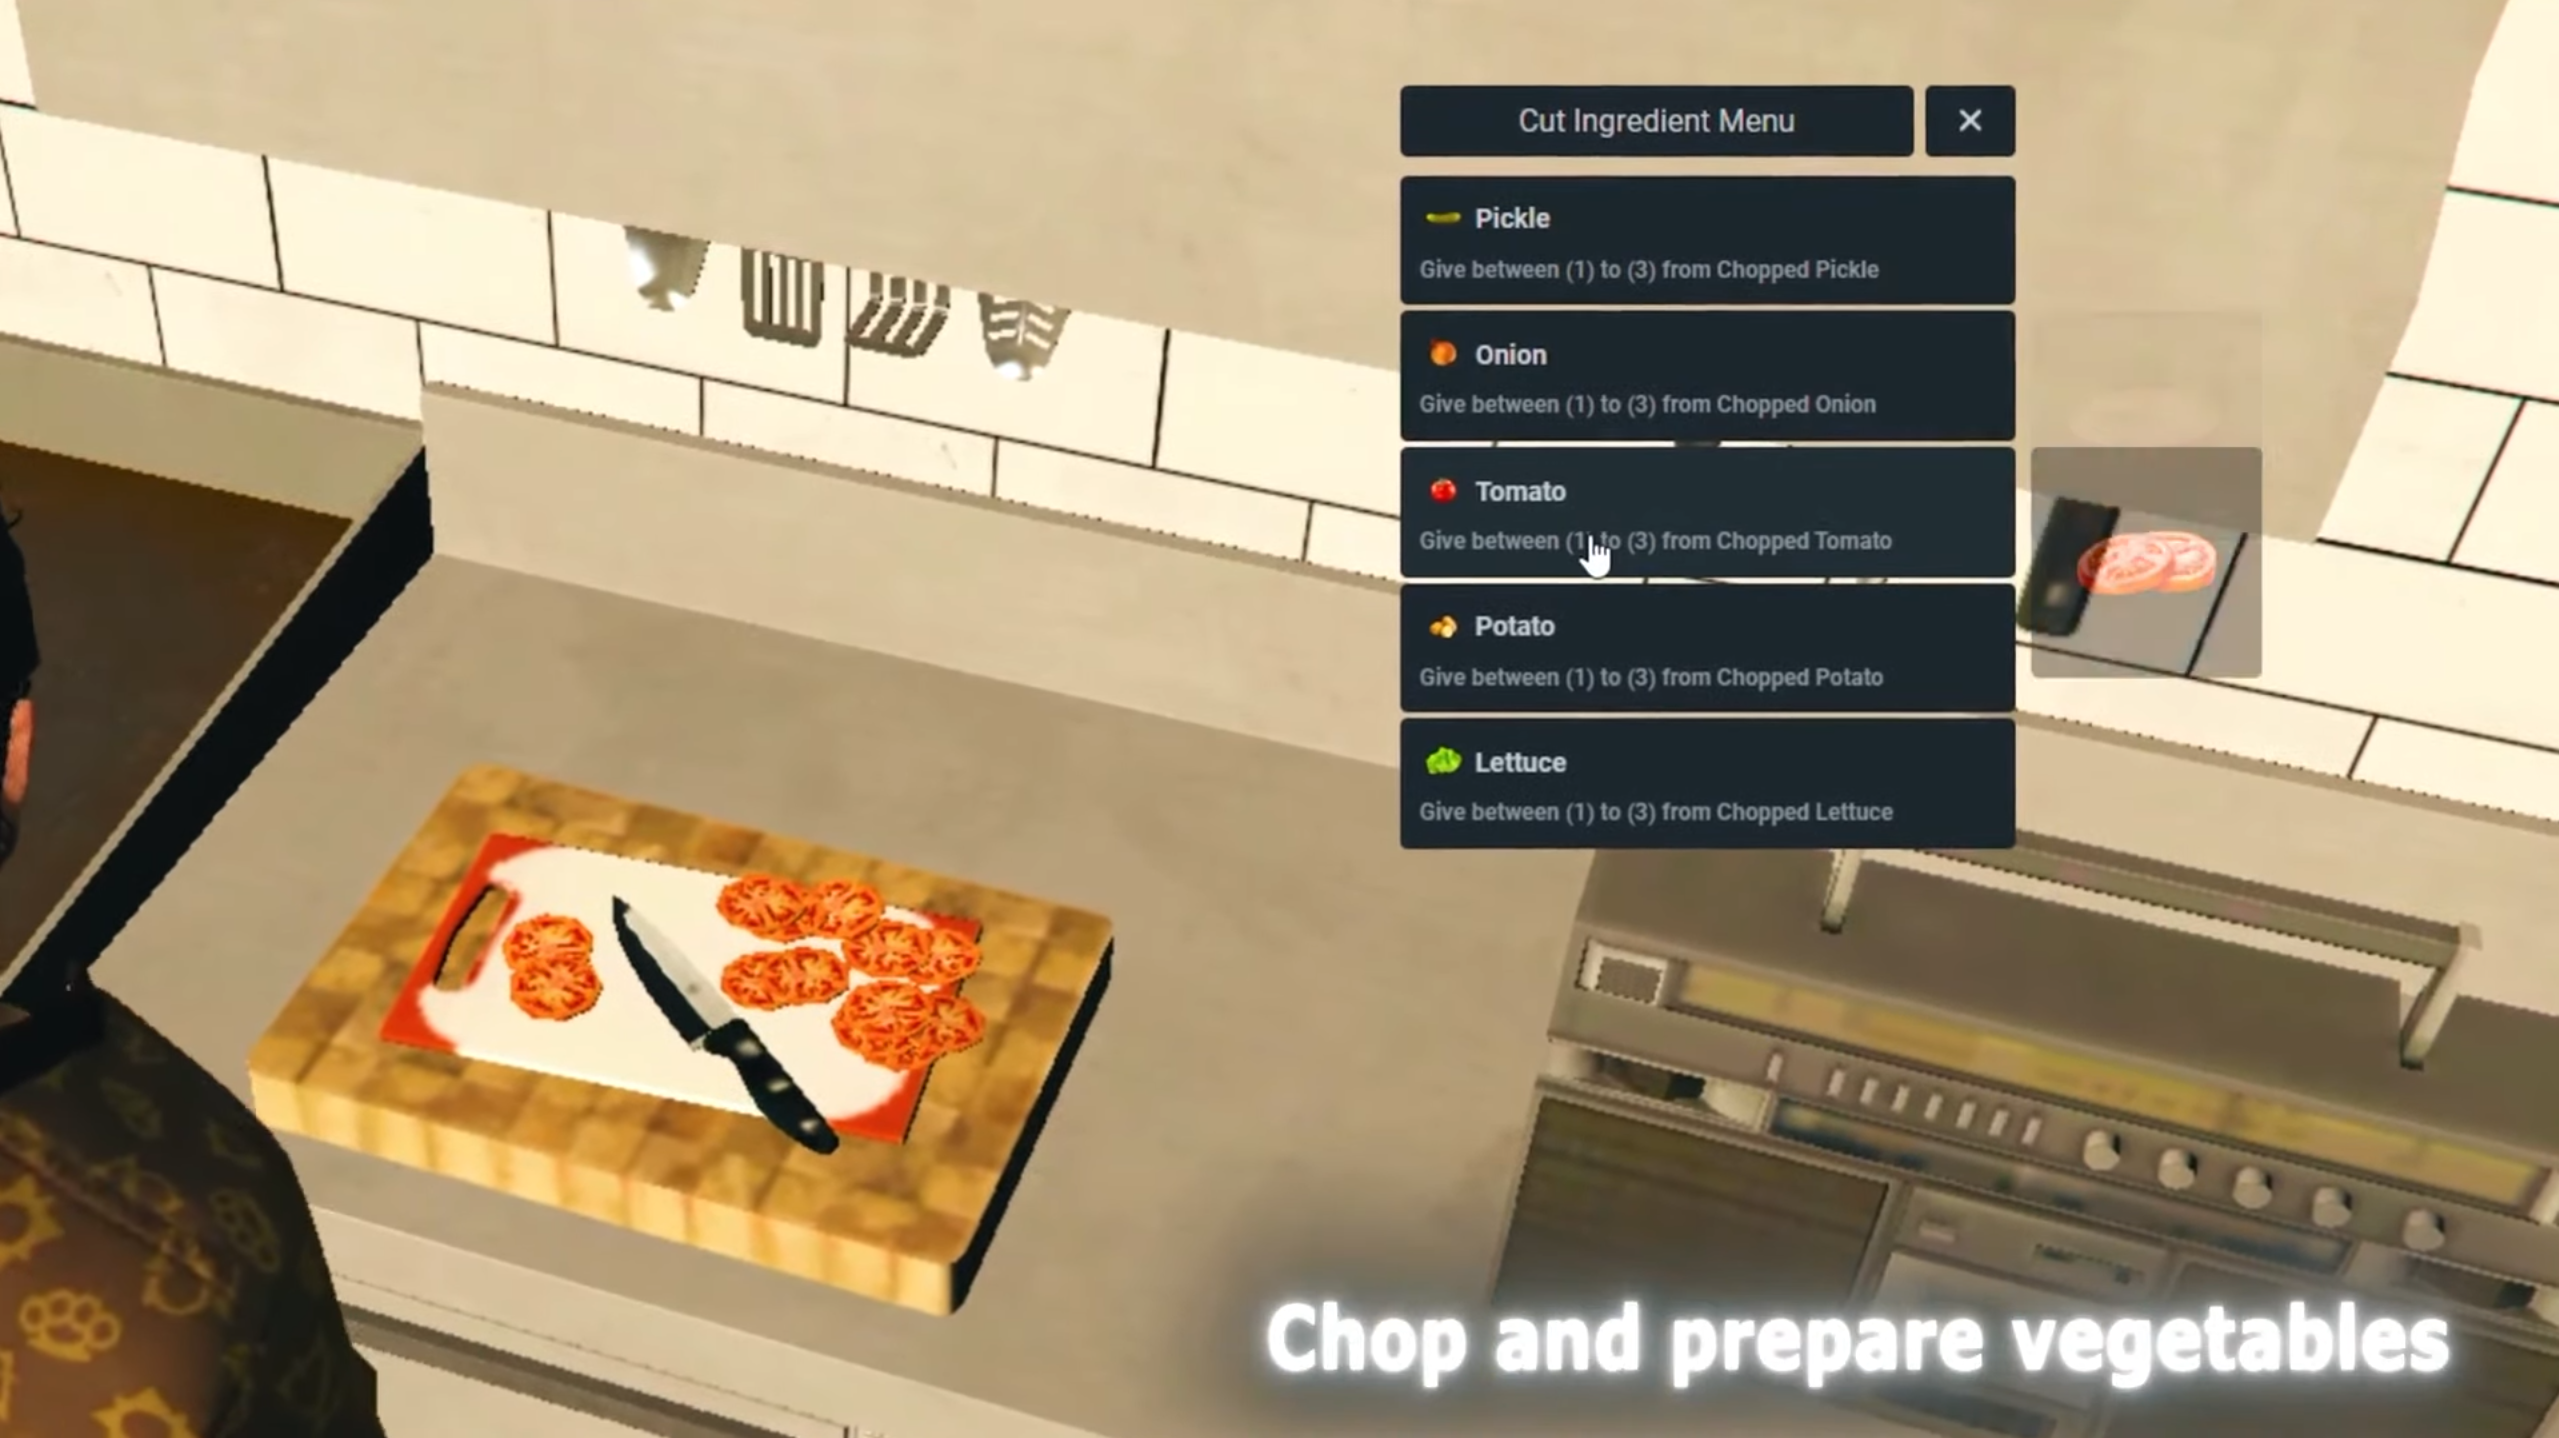 Cut Ingredient Menu
Pickle
Give between (1) to (3) from Chopped Pickle
Onion
Give between (1) to (3) from Chopped Onion
Tomato
Give between (1) to (3) from Chopped Tomato
Potato
Give between (1) to (3) from Chopped Potato
Lettuce
Give between (1) to (3) from Chopped Lettuce
Chop and prepare vegetables